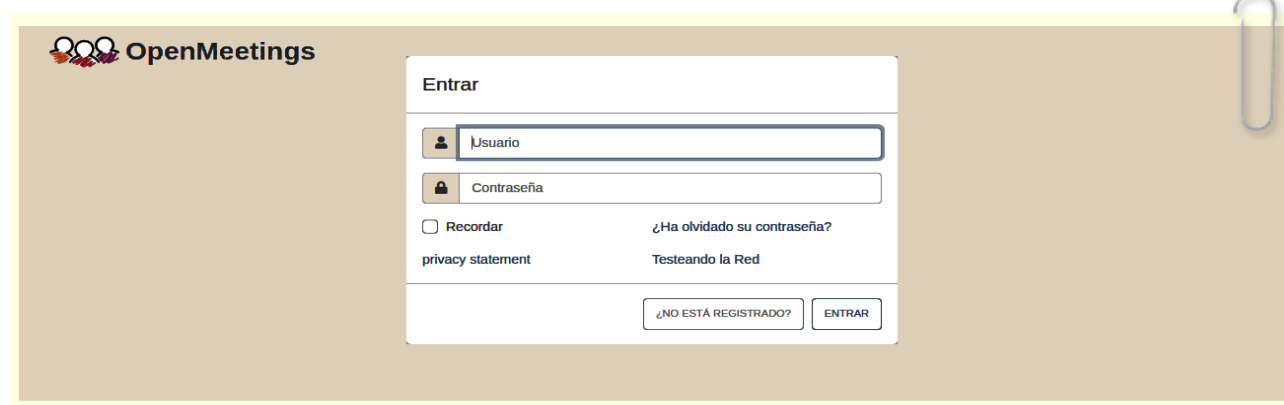 OpenMeetings
Entrar
Usuario
Contraseña
Recordar
¿Ha olvidado su contraseña?
privacy statement
Testeando la Red
¿NO ESTÁ REGISTRADO?
ENTRAR